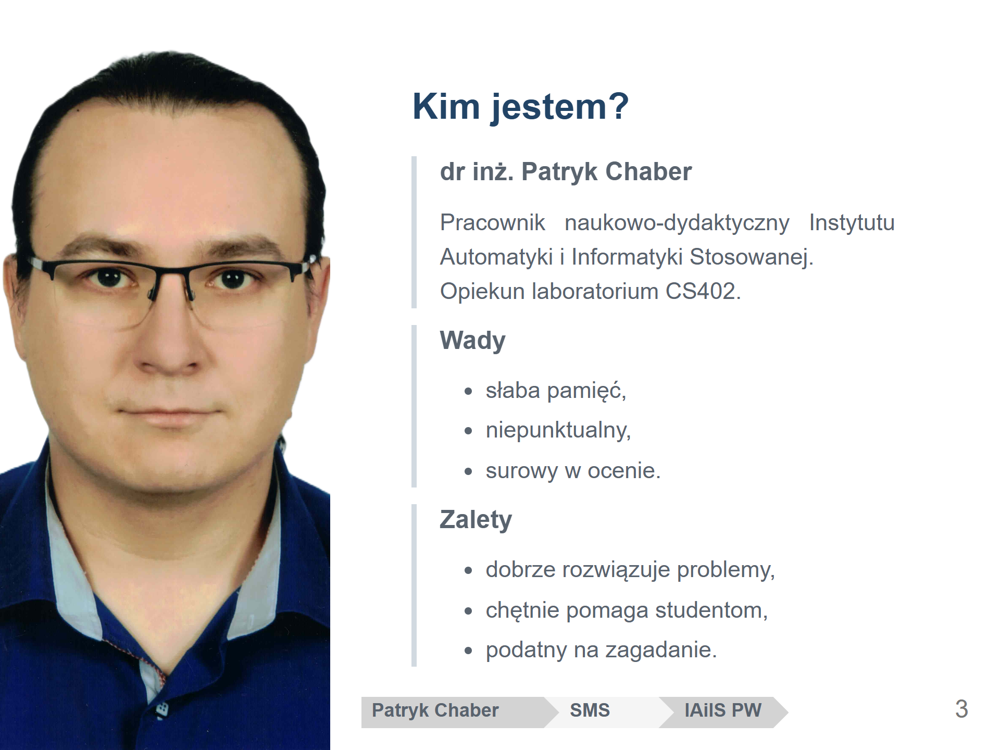 Kim jestem?
dr inż. Patryk Chaber
Pracownik naukowo-dydaktyczny Instytutu
Automatyki i Informatyki Stosowanej.
Opiekun laboratorium CS402.
Wady
• słaba pamięć,
• niepunktualny,
• surowy w ocenie.
Zalety
• dobrze rozwiązuje problemy,
• chętnie pomaga studentom,
• podatny na zagadanie.
Patryk Chaber SMS IAiIS PW 3